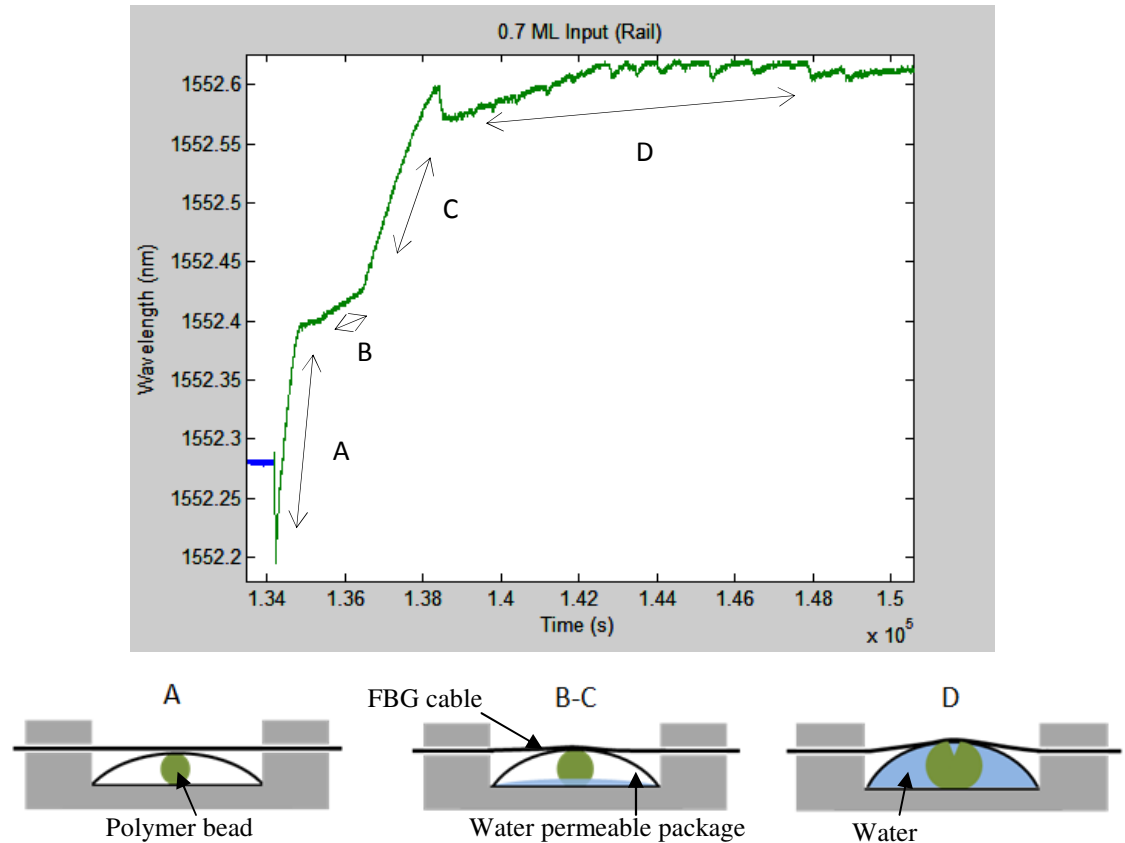 0.7 ML Input (Rail)
Wavelength (nm)
1552.6
1552.55
1552.5
1552.45
1552.4
1552.35
1552.3
1552.25
1552.2
D
C
B
A
1.34 1.36 1.38 1.4 1.42 1.44 1.46 1.48 1.5
Time (s)
x 10⁵
A B-C D
FBG cable
Polymer bead
Water permeable package
Water